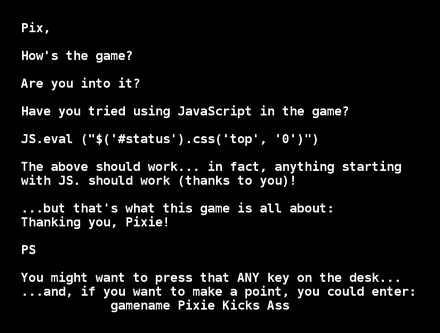 Pix,
How's the game?
Are you into it?
Have you tried using JavaScript in the game?
JS.eval ("$('#status').css('top', '0')")
The above should work... in fact, anything starting
with JS. should work (thanks to you)!
...but that's what this game is all about:
Thanking you, Pixie!
PS
You might want to press that ANY key on the desk...
...and, if you want to make a point, you could enter:
gamename Pixie Kicks Ass